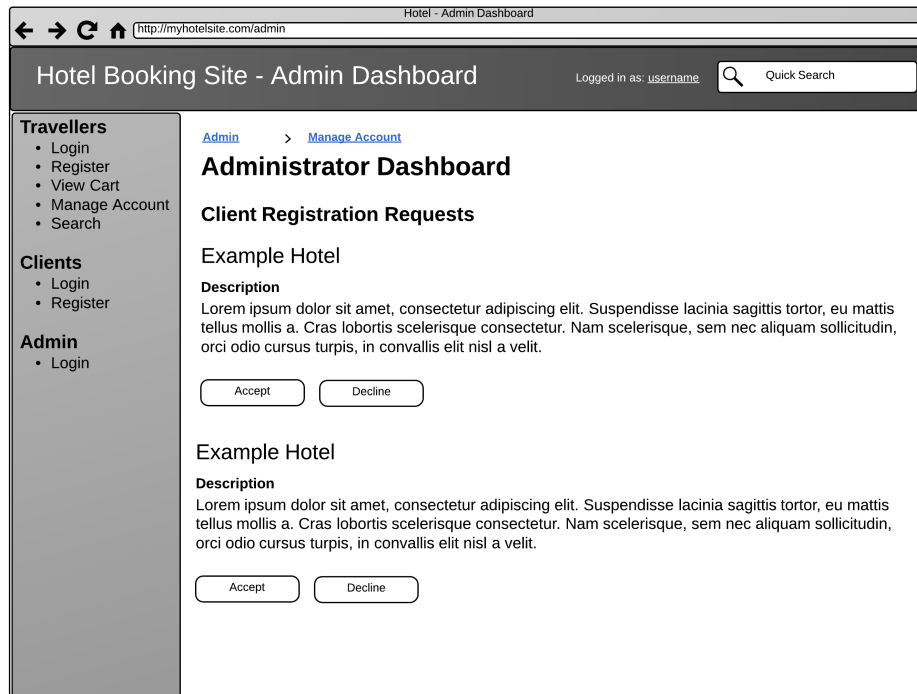 Hotel - Admin Dashboard
http://myhotelsite.com/admin
Hotel Booking Site - Admin Dashboard
Logged in as: username
Quick Search
Travellers
• Login
• Register
• View Cart
• Manage Account
• Search
Clients
• Login
• Register
Admin
• Login
Admin > Manage Account
Administrator Dashboard
Client Registration Requests
Example Hotel
Description
Lorem ipsum dolor sit amet, consectetur adipiscing elit. Suspendisse lacinia sagittis tortor, eu mattis
tellus mollis a. Cras lobortis scelerisque consectetur. Nam scelerisque, sem nec aliquam sollicitudin,
orci odio cursus turpis, in convallis elit nisl a velit.
Accept Decline
Example Hotel
Description
Lorem ipsum dolor sit amet, consectetur adipiscing elit. Suspendisse lacinia sagittis tortor, eu mattis
tellus mollis a. Cras lobortis scelerisque consectetur. Nam scelerisque, sem nec aliquam sollicitudin,
orci odio cursus turpis, in convallis elit nisl a velit.
Accept Decline